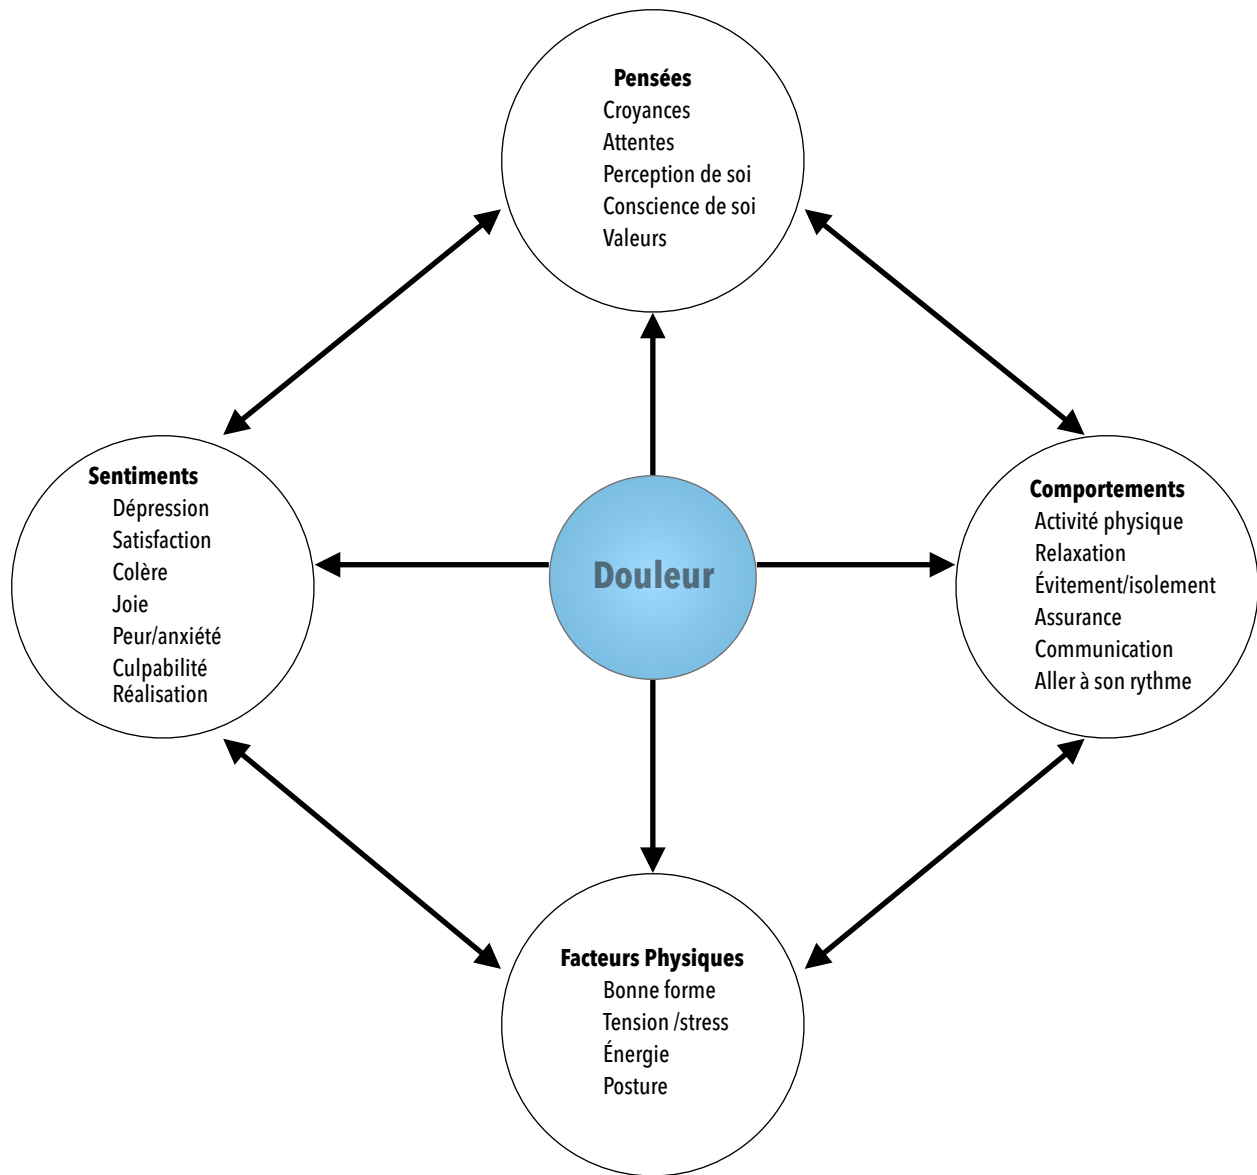 Pensées
Croyances
Attentes
Perception de soi
Conscience de soi
Valeurs
Sentiments
Dépression
Satisfaction
Colère
Joie
Peur/anxiété
Culpabilité
Réalisation
Douleur
Comportements
Activité physique
Relaxation
Évitement/isolement
Assurance
Communication
Aller à son rythme
Facteurs Physiques
Bonne forme
Tension /stress
Énergie
Posture